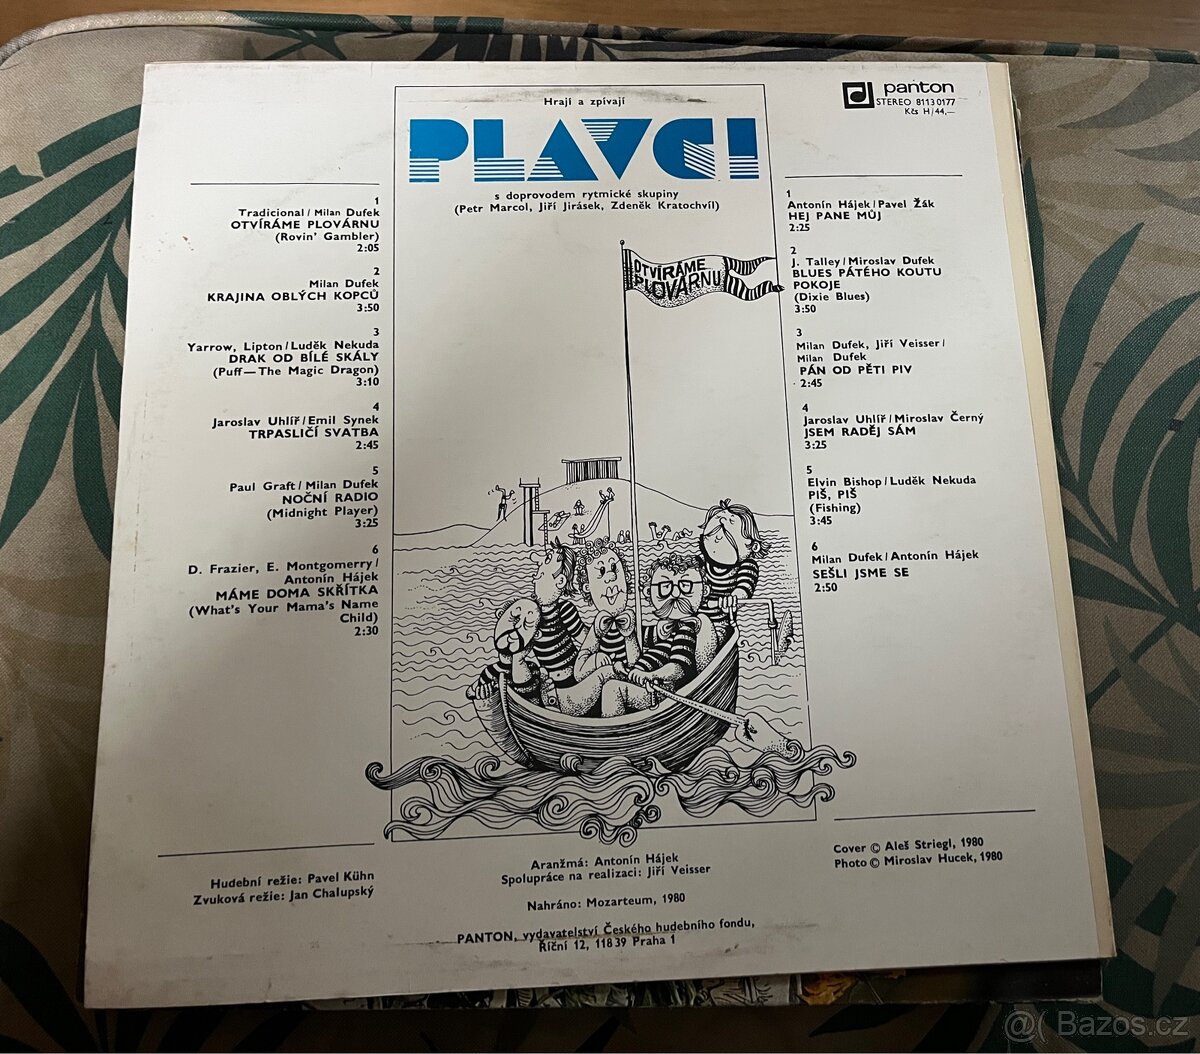 Hrají a zpívají
PLAVCI
s doprovodem rytmické skupiny
(Petr Marcol, Jiří Jirásek, Zdeněk Kratochvíl)
panton
STEREO 8113 0177
Kčs H/44,—
1
Tradicional/Milan Dufek
OTVÍRÁME PLOVÁRNU
(Rovin' Gambler)
2:05
2
Milan Dufek
KRAJINA OBLÝCH KOPCŮ
3:50
3
Yarrow, Lipton/Luděk Nekuda
DRAK OD BÍLÉ SKÁLY
(Puff—The Magic Dragon)
3:10
4
Jaroslav Uhlíř/Emil Synek
TRPASLIČÍ SVATBA
2:45
5
Paul Graft/Milan Dufek
NOČNÍ RADIO
(Midnight Player)
3:25
6
D. Frazier, E. Montgomerry/
Antonín Hájek
MÁME DOMA SKŘÍTKA
(What's Your Mama's Name
Child)
2:30
1
Antonín Hájek/Pavel Žák
HEJ PANE MŮJ
2:25
2
J. Talley/Miroslav Dufek
BLUES PÁTÉHO KOUTU
POKOJE
(Dixie Blues)
3:50
3
Milan Dufek, Jiří Veisser/
Milan Dufek
PÁN OD PĚTI PIV
2:45
4
Jaroslav Uhlíř/Miroslav Černý
JSEM RADĚJ SÁM
3:25
5
Elvin Bishop/Luděk Nekuda
PIŠ, PIŠ
(Fishing)
3:45
6
Milan Dufek/Antonín Hájek
SEŠLI JSME SE
2:50
OTVÍRÁME
PLOVÁRNU
Hudební režie: Pavel Kühn
Zvuková režie: Jan Chalupský
Aranžmá: Antonín Hájek
Spolupráce na realizaci: Jiří Veisser
Nahráno: Mozarteum, 1980
PANTON, vydavatelství Českého hudebního fondu,
Říční 12, 118 39 Praha 1
Cover © Aleš Striegl, 1980
Photo © Miroslav Hucek, 1980
@( Bazos.cz